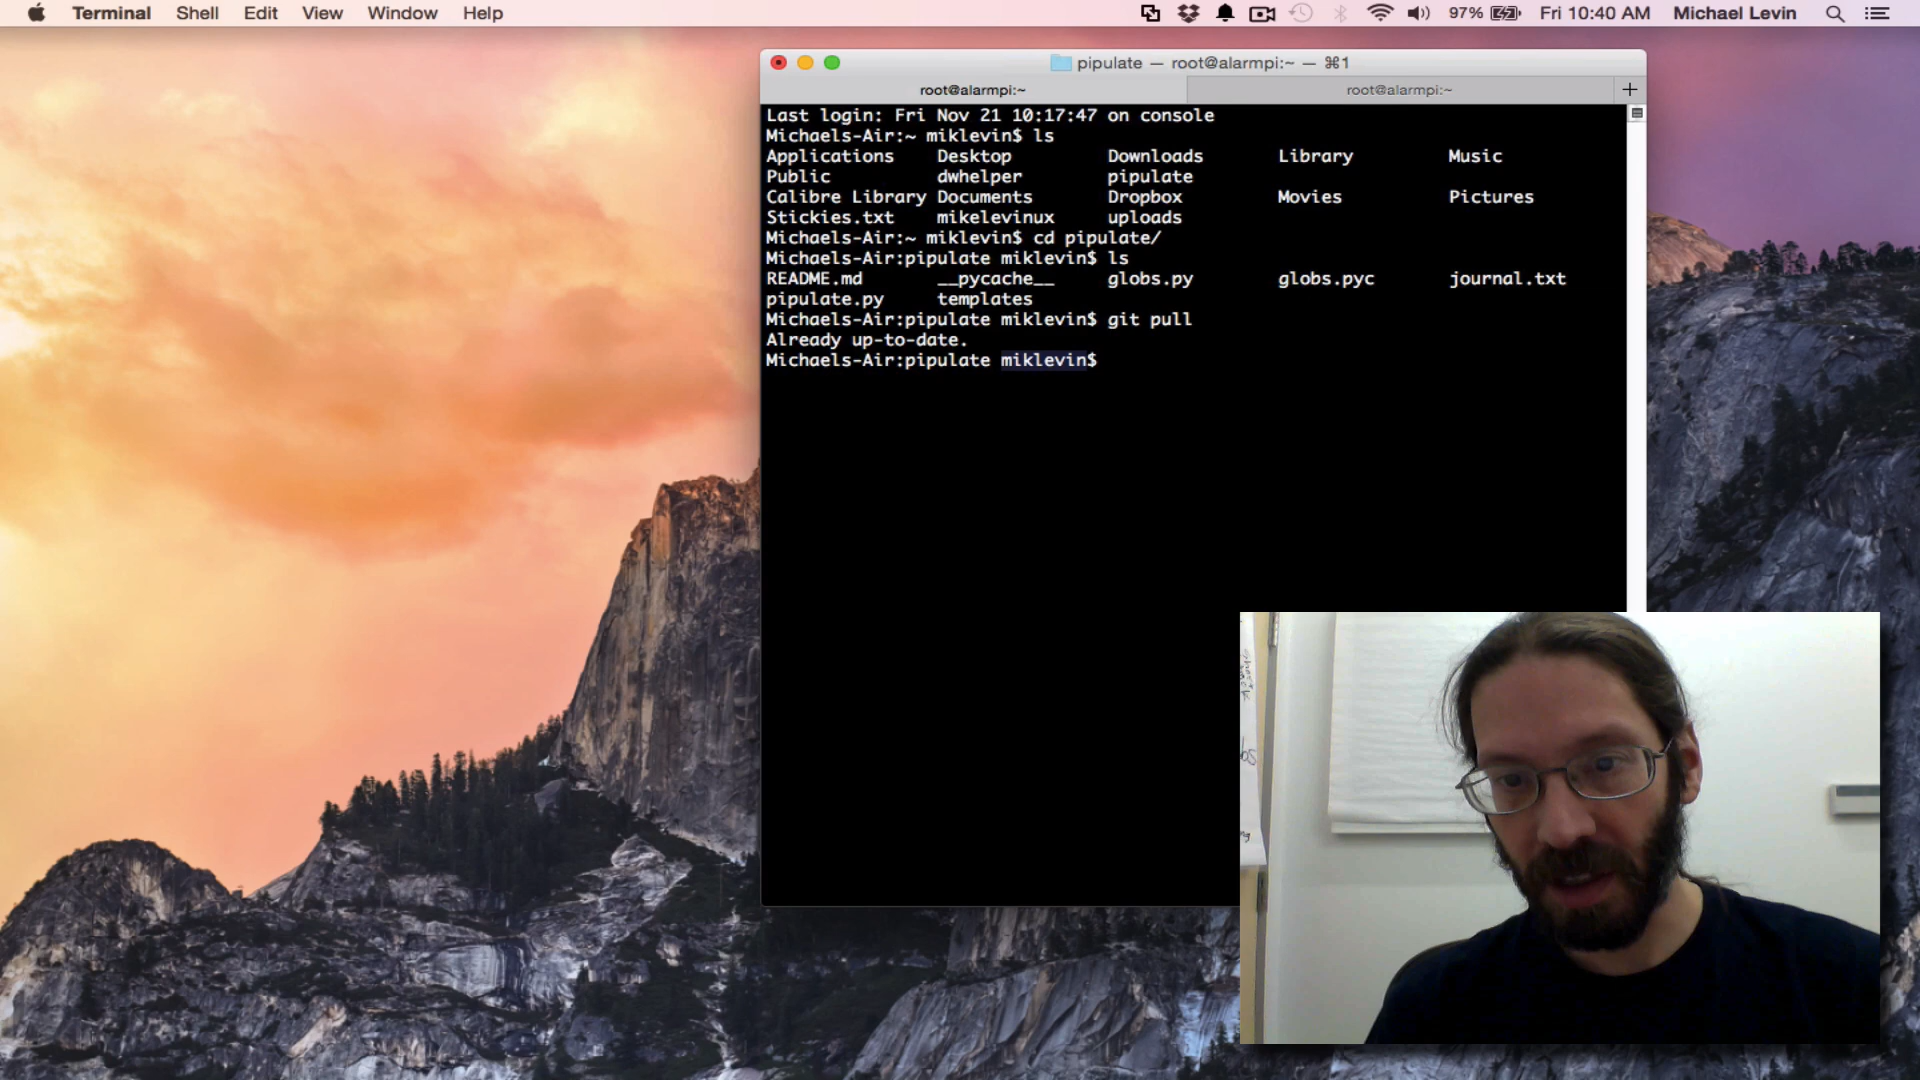 Terminal Shell Edit View Window Help 97% Fri 10:40 AM Michael Levin
pipulate — root@alarmpi:~ — ⌘1
root@alarmpi:~ root@alarmpi:~ +
Last login: Fri Nov 21 10:17:47 on console
Michaels-Air:~ miklevin$ ls
Applications Desktop Downloads Library Music
Public dwhelper pipulate
Calibre Library Documents Dropbox Movies Pictures
Stickies.txt mikelevinux uploads
Michaels-Air:~ miklevin$ cd pipulate/
Michaels-Air:pipulate miklevin$ ls
README.md __pycache__ globs.py globs.pyc journal.txt
pipulate.py templates
Michaels-Air:pipulate miklevin$ git pull
Already up-to-date.
Michaels-Air:pipulate miklevin$